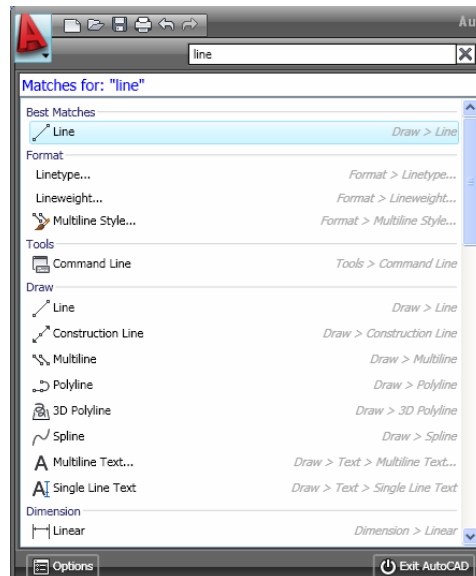 Au
line
Matches for: "line"
Best Matches
Line Draw > Line
Format
Linetype... Format > Linetype...
Lineweight... Format > Lineweight...
Multiline Style... Format > Multiline Style...
Tools
Command Line Tools > Command Line
Draw
Line Draw > Line
Construction Line Draw > Construction Line
Multiline Draw > Multiline
Polyline Draw > Polyline
3D Polyline Draw > 3D Polyline
Spline Draw > Spline
Multiline Text... Draw > Text > Multiline Text...
Single Line Text Draw > Text > Single Line Text
Dimension
Linear Dimension > Linear
Options Exit AutoCAD